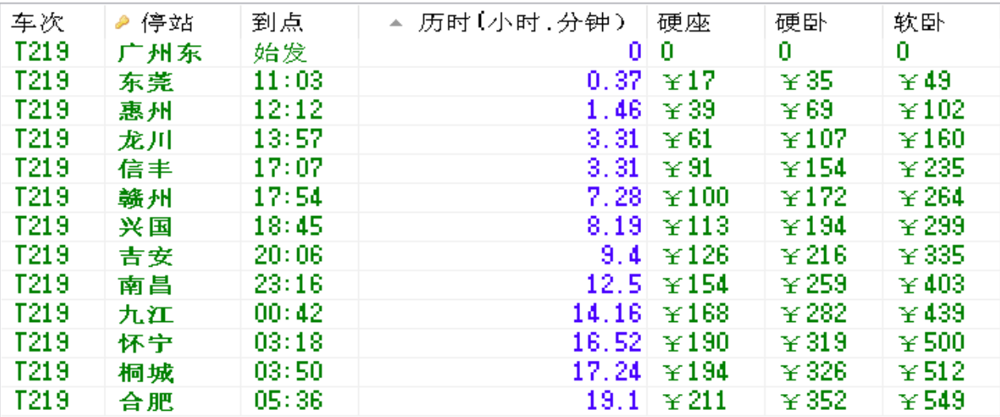 车次 停站 到点 历时(小时.分钟) 硬座 硬卧 软卧
T219 广州东 始发 0 0 0 0
T219 东莞 11:03 0.37 ¥17 ¥35 ¥49
T219 惠州 12:12 1.46 ¥39 ¥69 ¥102
T219 龙川 13:57 3.31 ¥61 ¥107 ¥160
T219 信丰 17:07 3.31 ¥91 ¥154 ¥235
T219 赣州 17:54 7.28 ¥100 ¥172 ¥264
T219 兴国 18:45 8.19 ¥113 ¥194 ¥299
T219 吉安 20:06 9.4 ¥126 ¥216 ¥335
T219 南昌 23:16 12.5 ¥154 ¥259 ¥403
T219 九江 00:42 14.16 ¥168 ¥282 ¥439
T219 怀宁 03:18 16.52 ¥190 ¥319 ¥500
T219 桐城 03:50 17.24 ¥194 ¥326 ¥512
T219 合肥 05:36 19.1 ¥211 ¥352 ¥549